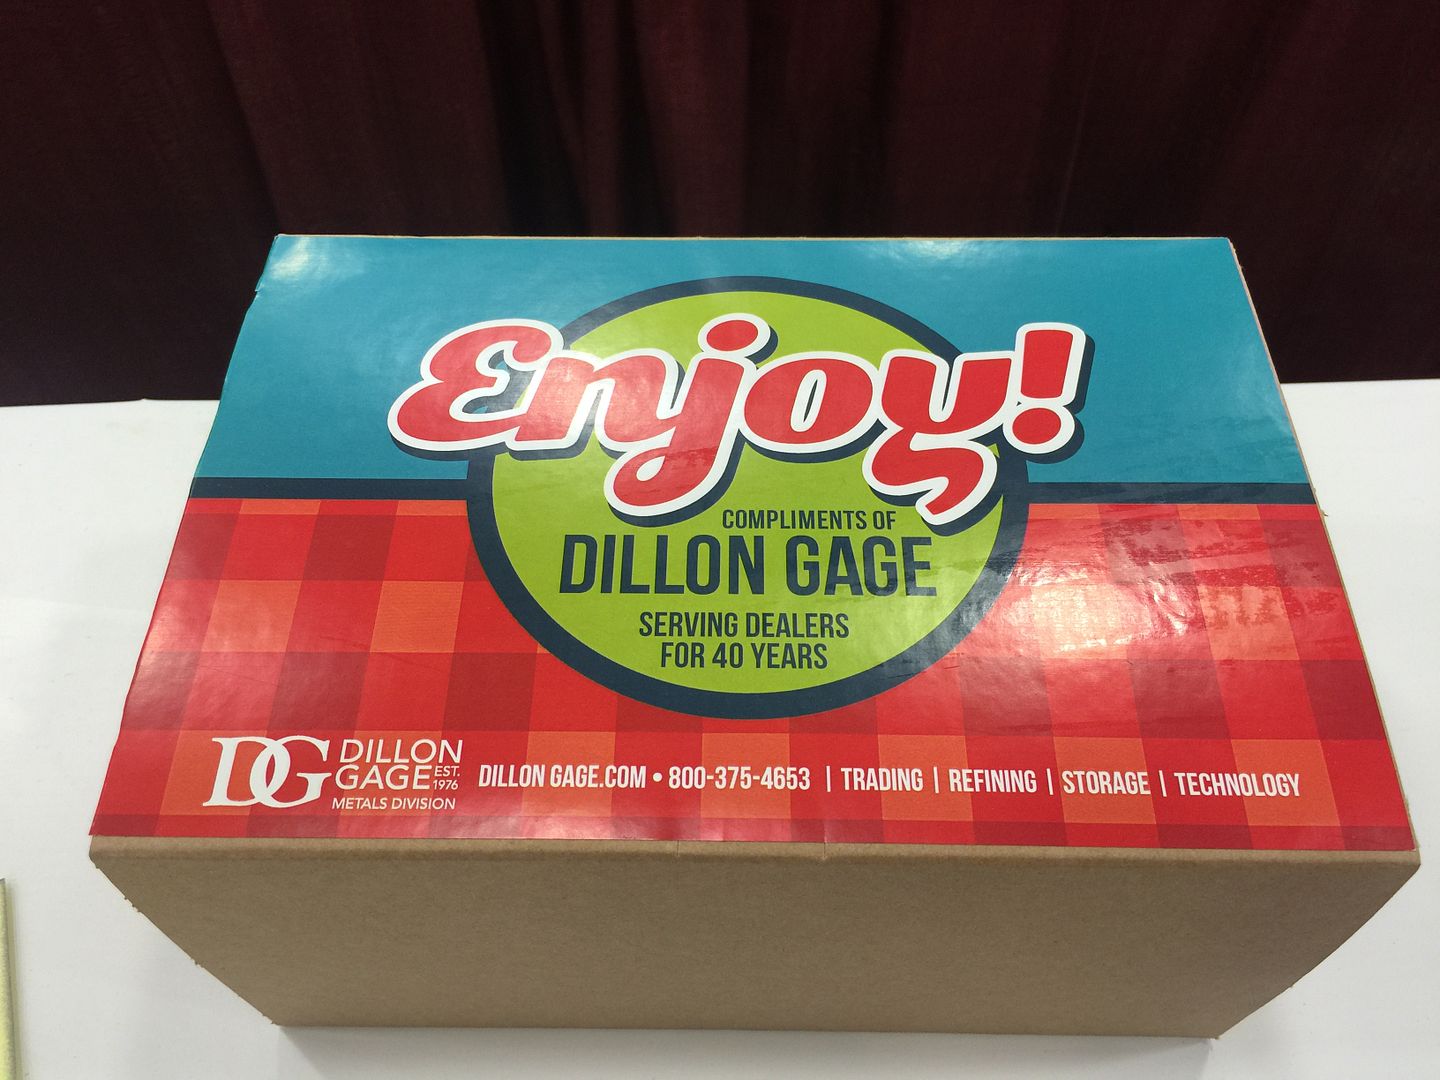 Enjoy!
COMPLIMENTS OF
DILLON GAGE
SERVING DEALERS
FOR 40 YEARS
DG DILLON
GAGE EST.
1976
METALS DIVISION
DILLON GAGE.COM • 800-375-4653 | TRADING | REFINING | STORAGE | TECHNOLOGY